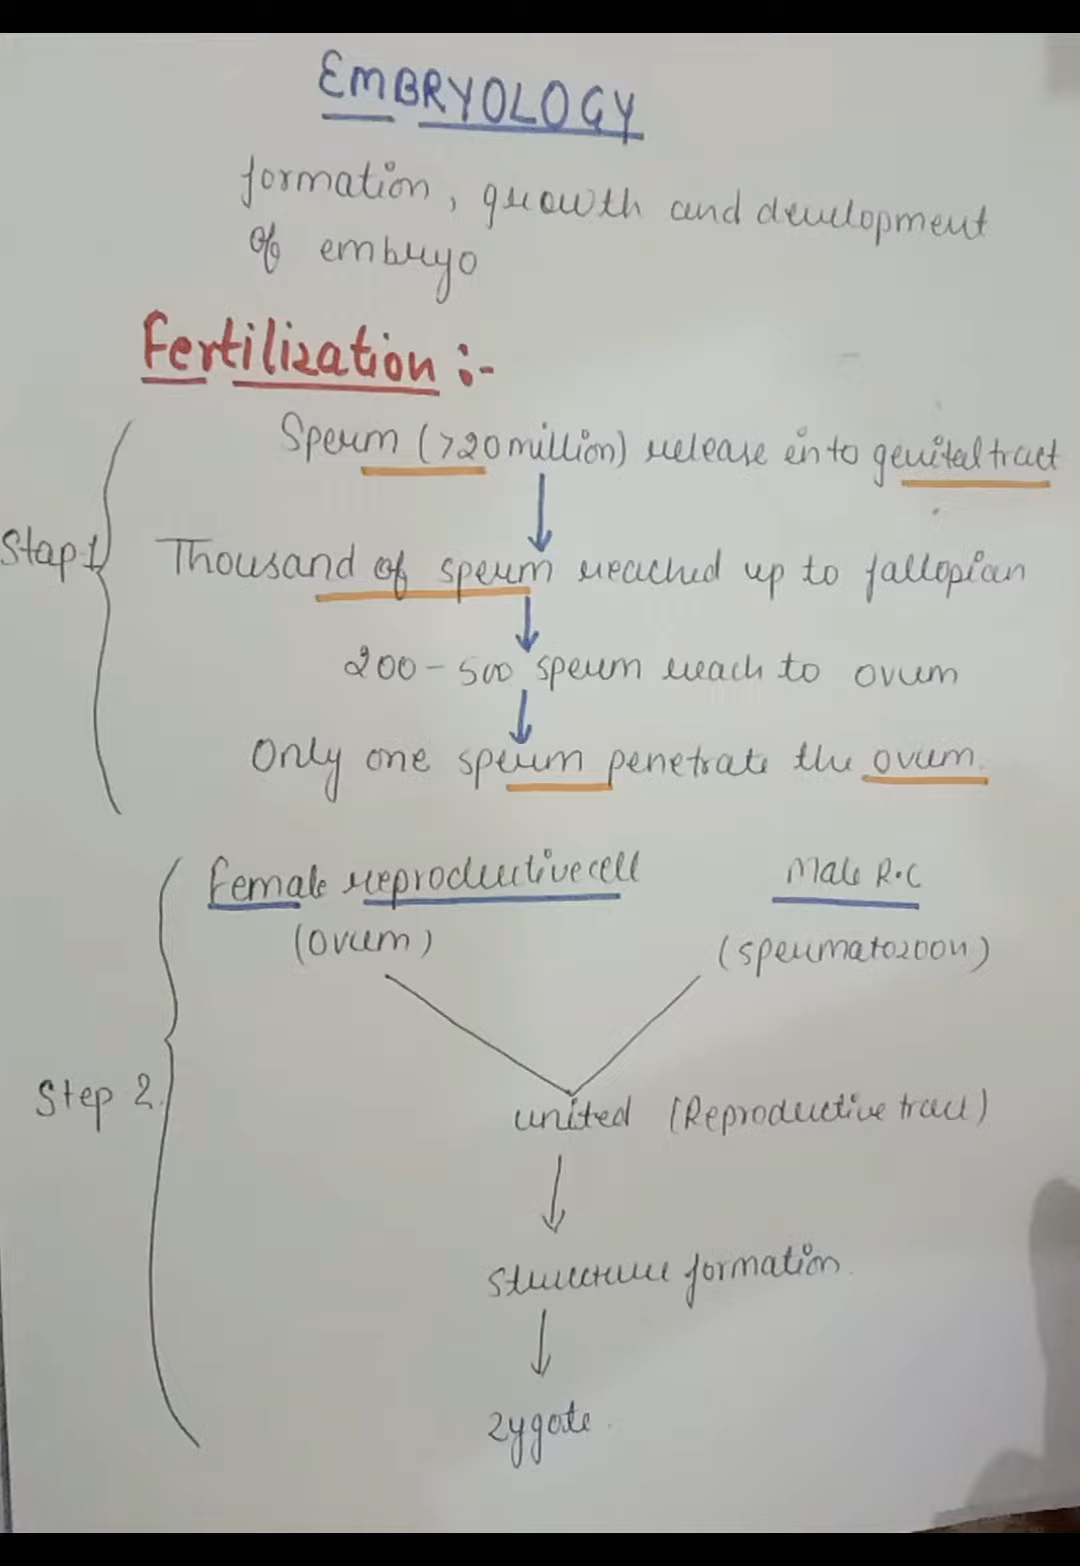 EMBRYOLOGY
formation, growth and development
of embryo
Fertilization :-
Sperm (>20 million) release into genital tract
Stap 1
Thousand of sperm reached up to fallopian
200 - 500 sperm reach to ovum
Only one sperm penetrate the ovum.
Female reproductive cell Male R.C
(ovum) (spermatozoon)
Step 2
united (Reproductive tract)
structure formation
zygote